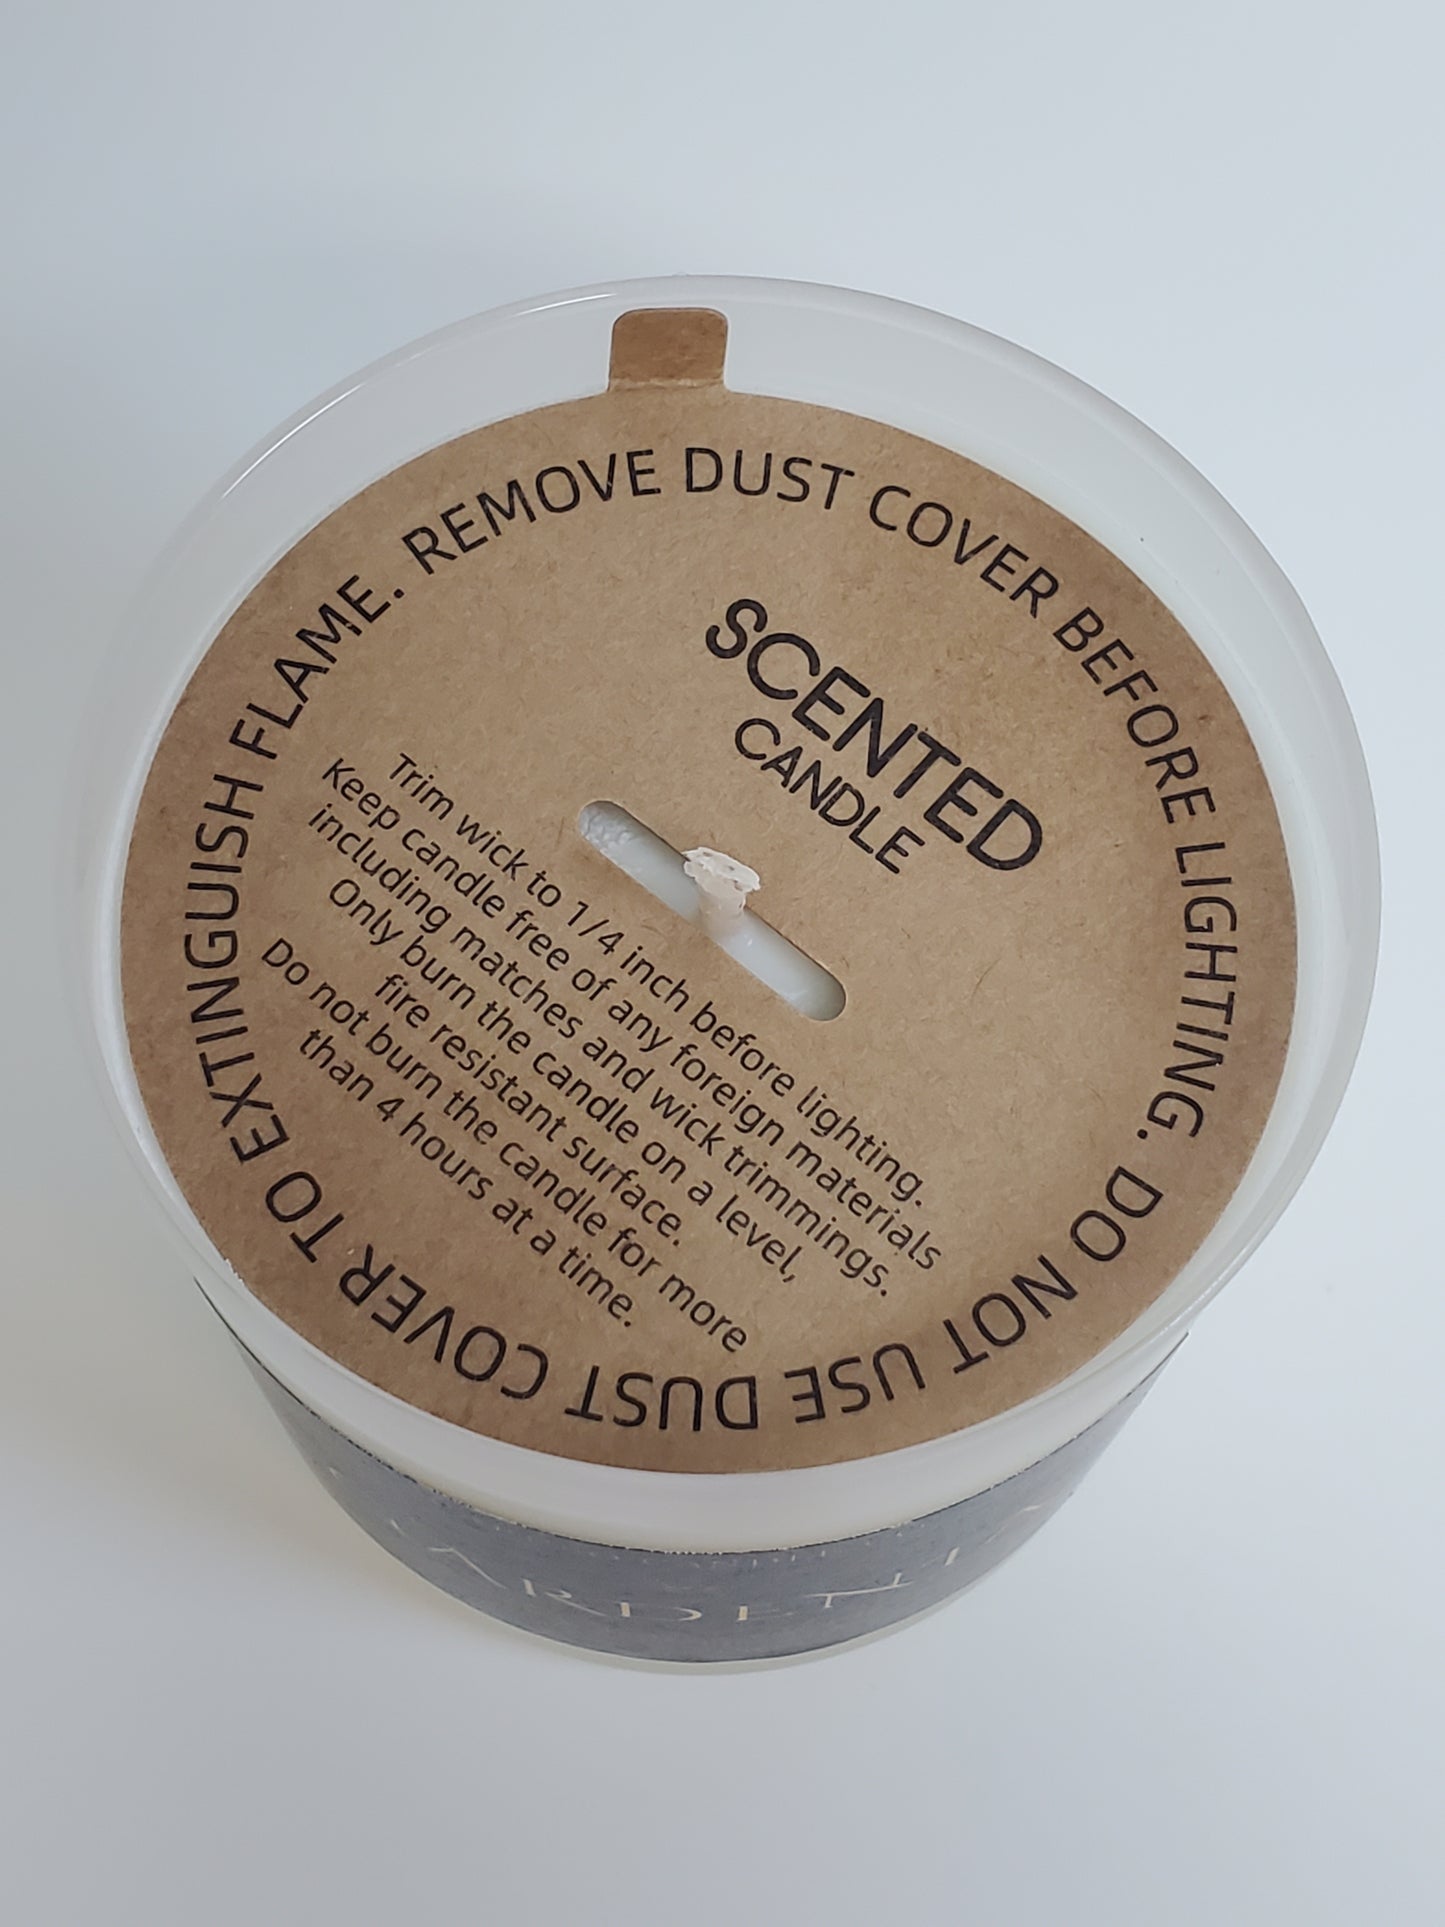 REMOVE DUST COVER BEFORE LIGHTING. DO NOT USE DUST COVER TO EXTINGUISH FLAME.
SCENTED
CANDLE
Trim wick to 1/4 inch before lighting.
Keep candle free of any foreign materials
including matches and wick trimmings.
Only burn the candle on a level,
fire resistant surface.
Do not burn the candle for more
than 4 hours at a time.